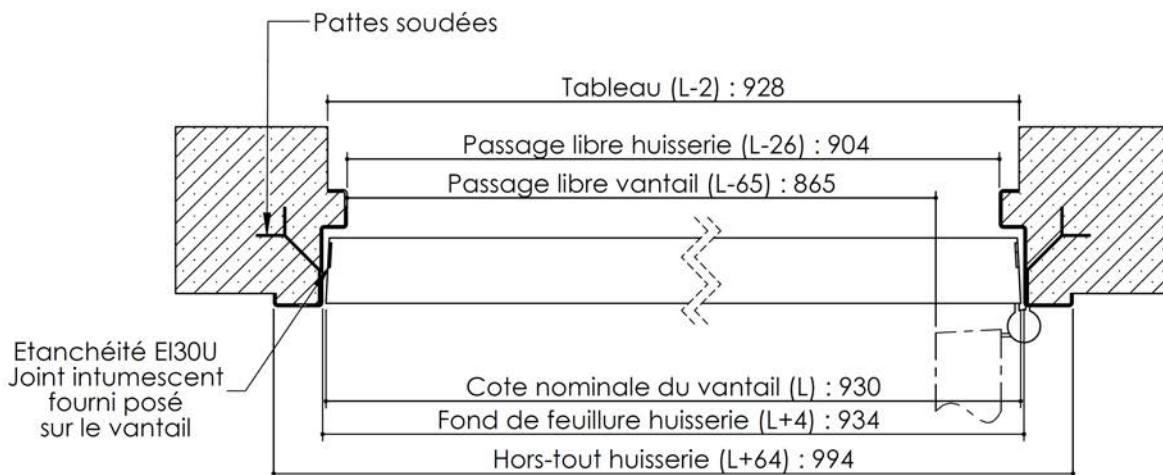 Pattes soudées
Tableau (L-2) : 928
Passage libre huisserie (L-26) : 904
Passage libre vantail (L-65) : 865
Etanchéité EI30U
Joint intumescent
fourni posé
sur le vantail
Cote nominale du vantail (L) : 930
Fond de feuillure huisserie (L+4) : 934
Hors-tout huisserie (L+64) : 994